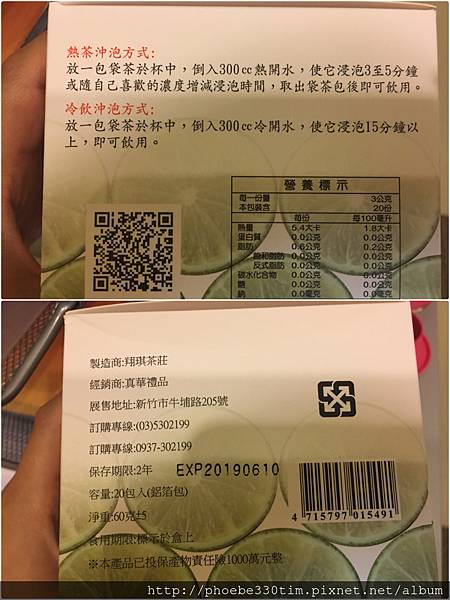 熱茶沖泡方式:
放一包袋茶於杯中，倒入300cc熱開水，使它浸泡3至5分鐘
或隨自己喜歡的濃度增減浸泡時間，取出袋茶包後即可飲用。
冷飲沖泡方式:
放一包袋茶於杯中，倒入300cc冷開水，使它浸泡15分鐘以
上，即可飲用。
營養標示
每一份量 3公克
本包裝含 20份
每份 每100毫升
熱量 5.4大卡 1.8大卡
蛋白質 0.0公克 0.0公克
脂肪 0.6公克 0.2公克
飽和脂肪 0.0公克 0.0公克
反式脂肪 0.0公克 0.0公克
碳水化合物 0.0公克 0.0公克
糖 0.0公克 0.0公克
鈉 0.0毫克 0.0毫克
製造商:翔琪茶莊
經銷商:真華禮品
展售地址:新竹市牛埔路205號
訂購專線:(03)5302199
訂購專線:0937-302199
保存期限:2年 EXP20190610
容量:20包入(鋁箔包)
淨重:60克±5
食用期限:標示於盒上
※本產品已投保產物責任險1000萬元整
4 715797 015491
http://phoebe330tim.pixnet.net/album